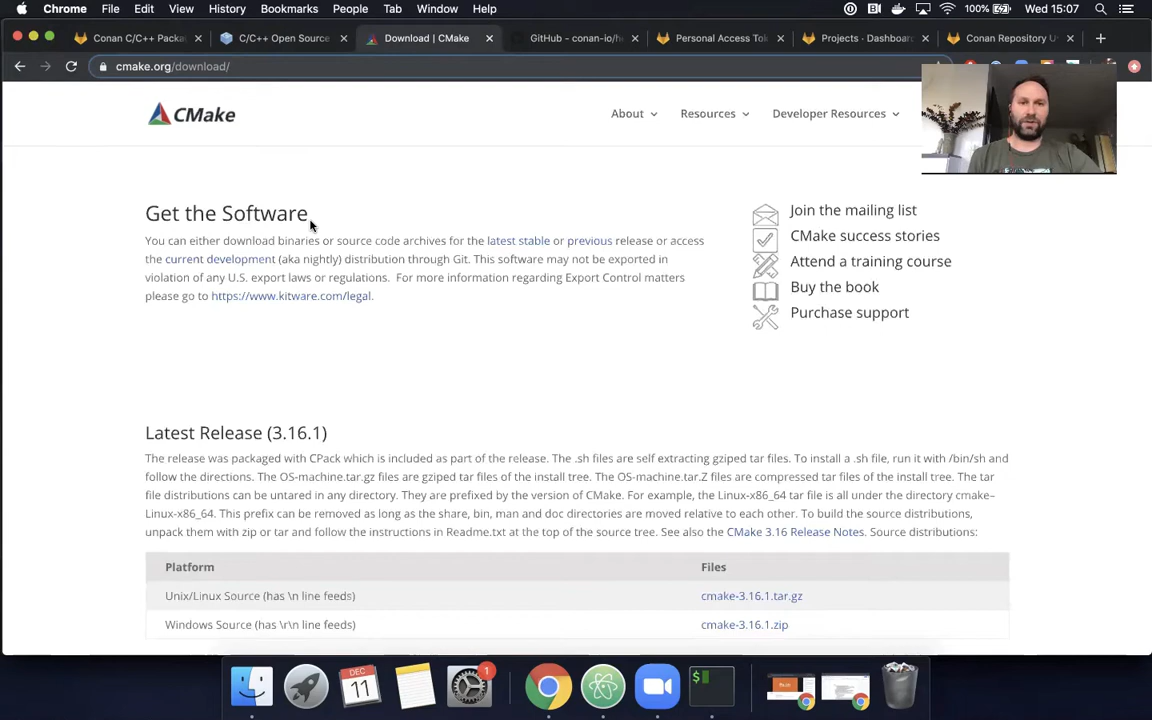 Chrome File Edit View History Bookmarks People Tab Window Help 100% Wed 15:07
Conan C/C++ Packa C/C++ Open Source Download | CMake GitHub - conan-io/he Personal Access Tok Projects · Dashboar Conan Repository U
cmake.org/download/
CMake
About Resources Developer Resources
Get the Software
You can either download binaries or source code archives for the latest stable or previous release or access
the current development (aka nightly) distribution through Git. This software may not be exported in
violation of any U.S. export laws or regulations. For more information regarding Export Control matters
please go to https://www.kitware.com/legal.
Join the mailing list
CMake success stories
Attend a training course
Buy the book
Purchase support
Latest Release (3.16.1)
The release was packaged with CPack which is included as part of the release. The .sh files are self extracting gziped tar files. To install a .sh file, run it with /bin/sh and
follow the directions. The OS-machine.tar.gz files are gziped tar files of the install tree. The OS-machine.tar.Z files are compressed tar files of the install tree. The tar
file distributions can be untared in any directory. They are prefixed by the version of CMake. For example, the Linux-x86_64 tar file is all under the directory cmake–
Linux-x86_64. This prefix can be removed as long as the share, bin, man and doc directories are moved relative to each other. To build the source distributions,
unpack them with zip or tar and follow the instructions in Readme.txt at the top of the source tree. See also the CMake 3.16 Release Notes. Source distributions:
Platform Files
Unix/Linux Source (has \n line feeds) cmake-3.16.1.tar.gz
Windows Source (has \r\n line feeds) cmake-3.16.1.zip
DEC
11
1
$